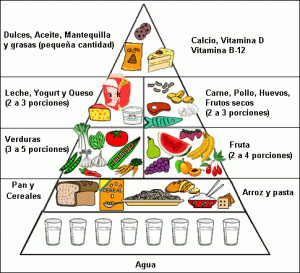 Dulces, Aceite, Mantequilla
y grasas (pequeña cantidad)
Calcio, Vitamina D
Vitamina B-12
Leche, Yogurt y Queso
(2 a 3 porciones)
Carne, Pollo, Huevos,
Frutos secos
(2 a 3 porciones)
Verduras
(3 a 5 porciones)
Fruta
(2 a 4 porciones)
Pan y
Cereales
CEREAL
Arroz y pasta
Agua